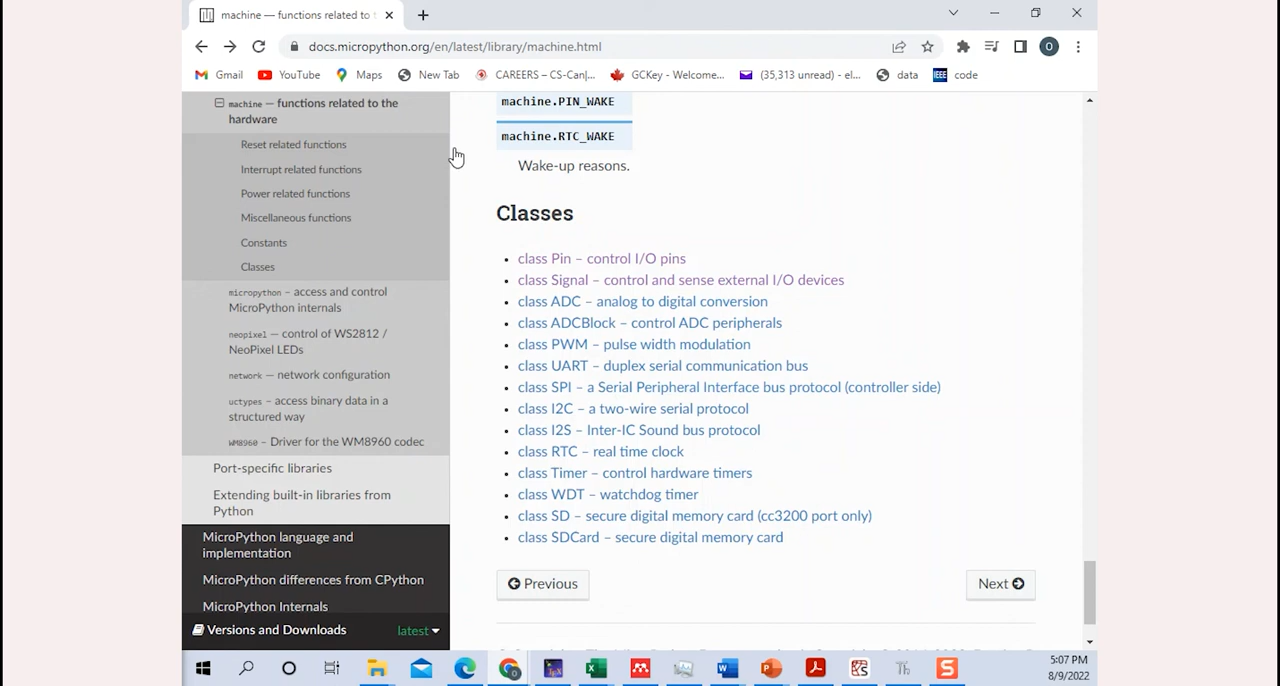 machine — functions related to t
docs.micropython.org/en/latest/library/machine.html
O
Gmail
YouTube
Maps
New Tab
CAREERS – CS-Can|...
GCKey - Welcome...
(35,313 unread) - el...
data
IEEE code
machine — functions related to the
hardware
Reset related functions
Interrupt related functions
Power related functions
Miscellaneous functions
Constants
Classes
micropython – access and control
MicroPython internals
neopixel – control of WS2812 /
NeoPixel LEDs
network — network configuration
uctypes – access binary data in a
structured way
WM8960 – Driver for the WM8960 codec
Port-specific libraries
Extending built-in libraries from
Python
MicroPython language and
implementation
MicroPython differences from CPython
MicroPython Internals
Versions and Downloads
latest
machine.PIN_WAKE
machine.RTC_WAKE
Wake-up reasons.
Classes
class Pin – control I/O pins
class Signal – control and sense external I/O devices
class ADC – analog to digital conversion
class ADCBlock – control ADC peripherals
class PWM – pulse width modulation
class UART – duplex serial communication bus
class SPI – a Serial Peripheral Interface bus protocol (controller side)
class I2C – a two-wire serial protocol
class I2S – Inter-IC Sound bus protocol
class RTC – real time clock
class Timer – control hardware timers
class WDT – watchdog timer
class SD – secure digital memory card (cc3200 port only)
class SDCard – secure digital memory card
Previous
Next
5:07 PM
8/9/2022